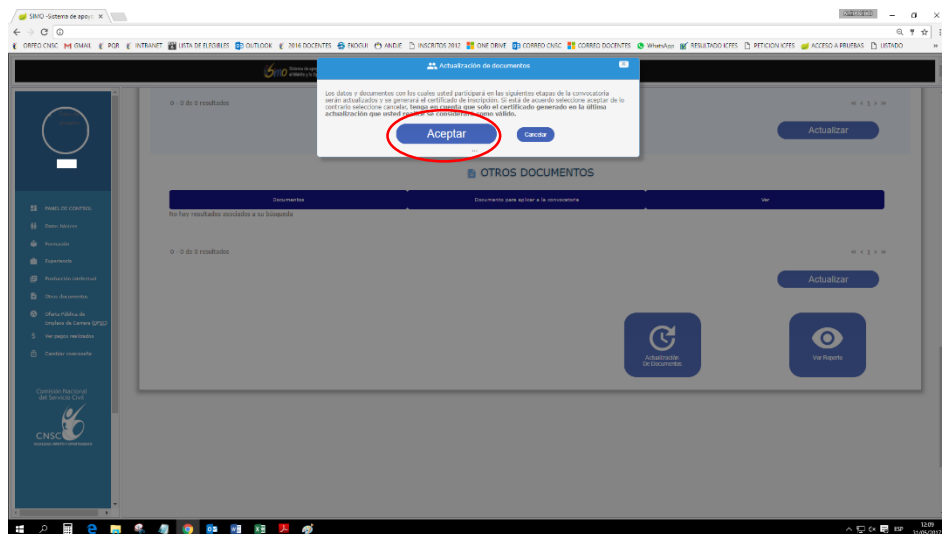 SIMO -Sistema de apoyo
ORFEO CNSC
GMAIL
PQR
INTRANET
LISTA DE ELEGIBLES
OUTLOOK
2016 DOCENTES
EKOGUI
ANDJE
INSCRITOS 2012
ONE DRIVE
CORREO CNSC
CORREO DOCENTES
WhatsApp
RESULTADO ICFES
PETICION ICFES
ACCESO A PRUEBAS
LISTADO
Simo
Actualización de documentos
Los datos y documentos con los cuales usted participará en las siguientes etapas de la convocatoria
serán actualizados y se generará el certificado de inscripción. Si está de acuerdo seleccione aceptar de lo
contrario seleccione cancelar, tenga en cuenta que solo el certificado generado en la última
actualización que usted realice se considerará como válido.
Aceptar
Cancelar
0 - 0 de 0 resultados
« < 1 > »
Actualizar
OTROS DOCUMENTOS
Documentos
Documento para aplicar a la convocatoria
Ver
No hay resultados asociados a su búsqueda
0 - 0 de 0 resultados
« < 1 > »
Actualizar
Actualización
De Documentos
Ver Reporte
PANEL DE CONTROL
Datos básicos
Formación
Experiencia
Producción intelectual
Otros documentos
Oferta Pública de
Empleos de Carrera (OPEC)
Ver pagos realizados
Cambiar contraseña
Comisión Nacional
del Servicio Civil
CNSC
ESP
12:09
31/05/2017